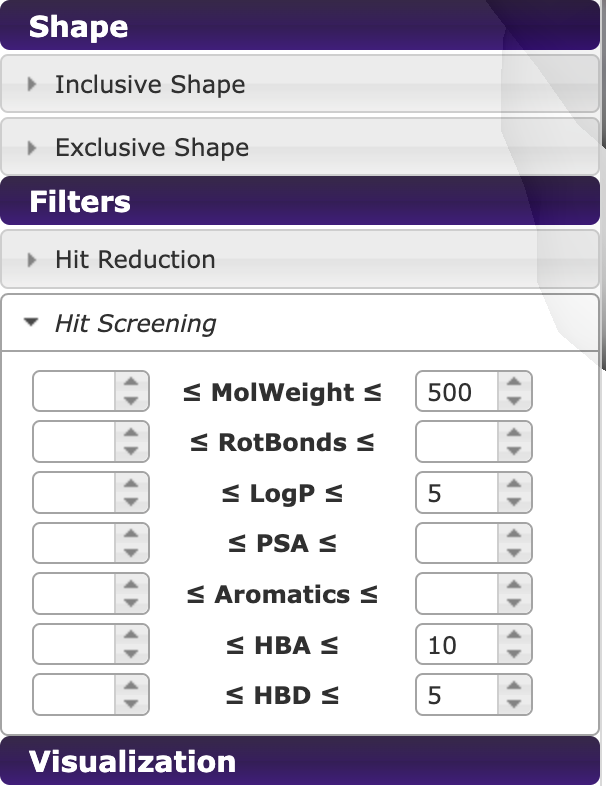 Shape
Inclusive Shape
Exclusive Shape
Filters
Hit Reduction
Hit Screening
≤ MolWeight ≤ 500
≤ RotBonds ≤
≤ LogP ≤ 5
≤ PSA ≤
≤ Aromatics ≤
≤ HBA ≤ 10
≤ HBD ≤ 5
Visualization